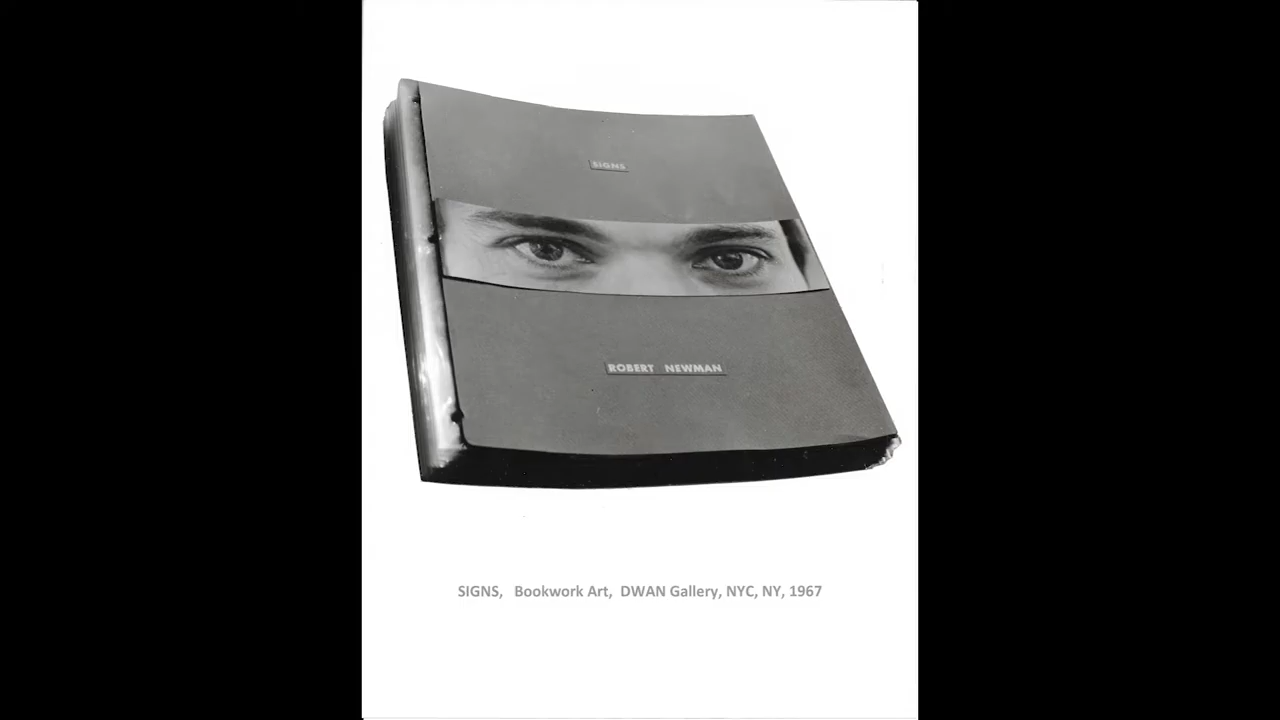 SIGNS
ROBERT NEWMAN
SIGNS, Bookwork Art, DWAN Gallery, NYC, NY, 1967